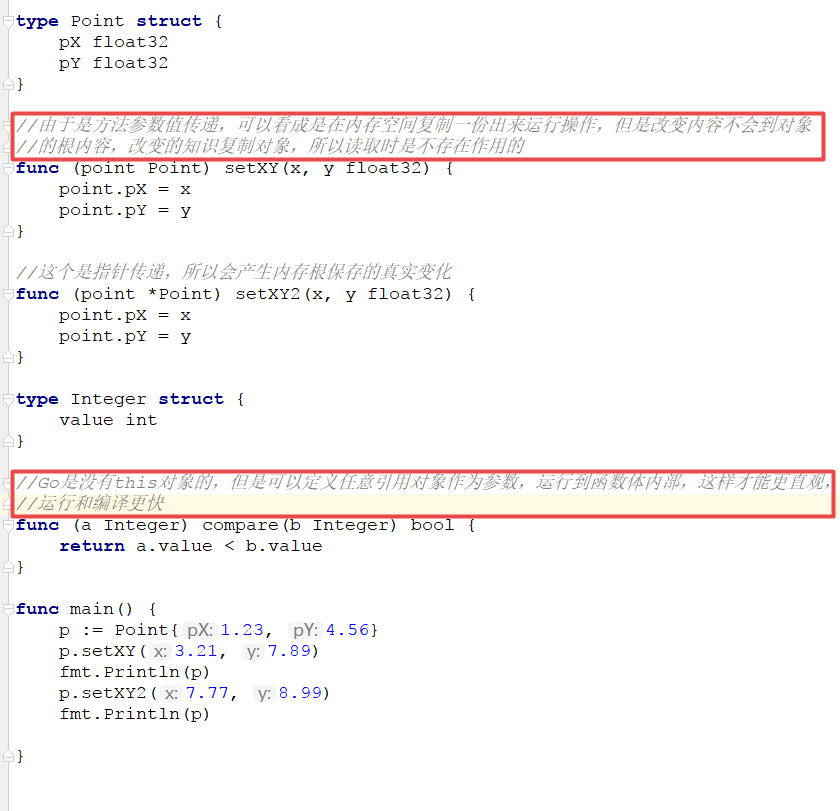 type Point struct {
    pX float32
    pY float32
}
//由于是方法参数值传递，可以看成是在内存空间复制一份出来运行操作，但是改变内容不会到对象
//的根内容，改变的知识复制对象，所以读取时是不存在作用的
func (point Point) setXY(x, y float32) {
    point.pX = x
    point.pY = y
}
//这个是指针传递，所以会产生内存根保存的真实变化
func (point *Point) setXY2(x, y float32) {
    point.pX = x
    point.pY = y
}
type Integer struct {
    value int
}
//Go是没有this对象的，但是可以定义任意引用对象作为参数，运行到函数体内部，这样才能更直观，
//运行和编译更快
func (a Integer) compare(b Integer) bool {
    return a.value < b.value
}
func main() {
    p := Point{ pX: 1.23, pY: 4.56}
    p.setXY( x: 3.21, y: 7.89)
    fmt.Println(p)
    p.setXY2( x: 7.77, y: 8.99)
    fmt.Println(p)
}